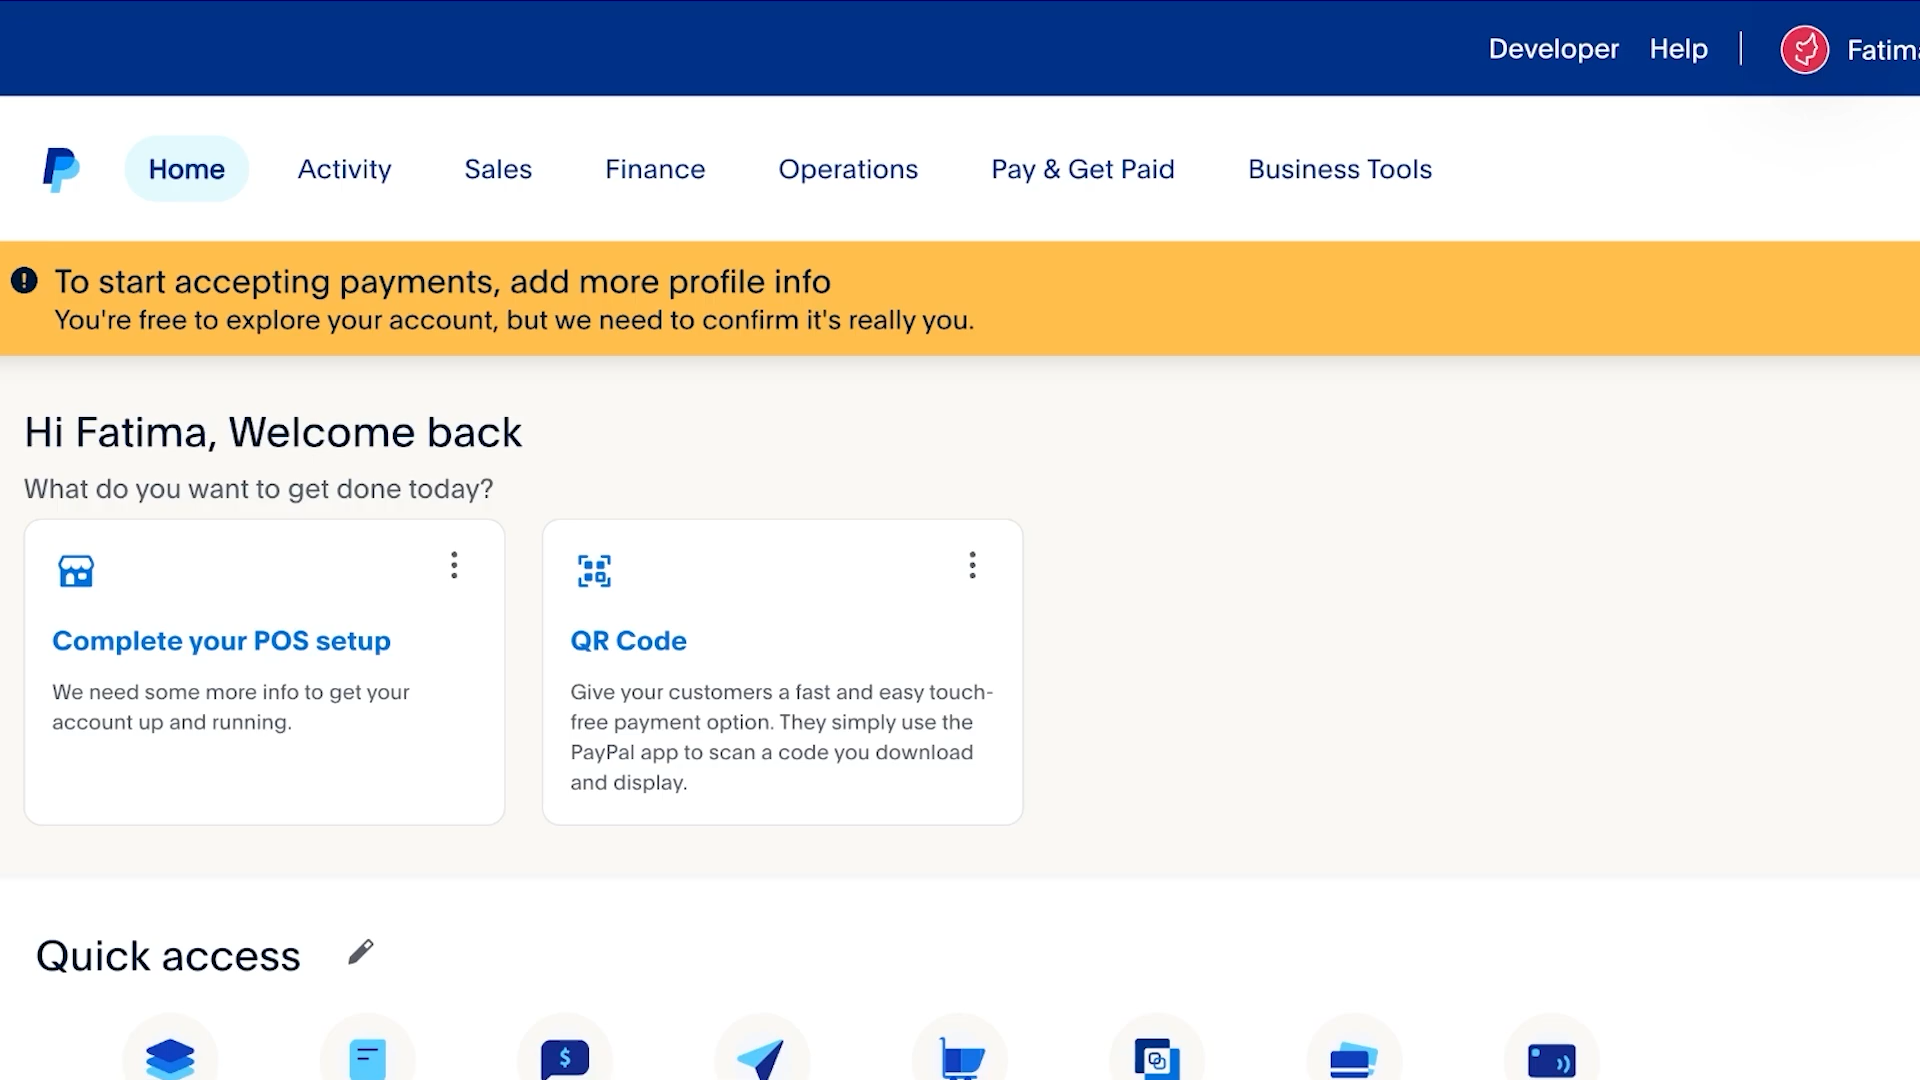 Developer Help
Home Activity Sales Finance Operations Pay & Get Paid Business Tools
To start accepting payments, add more profile info
You're free to explore your account, but we need to confirm it's really you.
Hi Fatima, Welcome back
What do you want to get done today?
Complete your POS setup
We need some more info to get your
account up and running.
QR Code
Give your customers a fast and easy touch-
free payment option. They simply use the
PayPal app to scan a code you download
and display.
Quick access